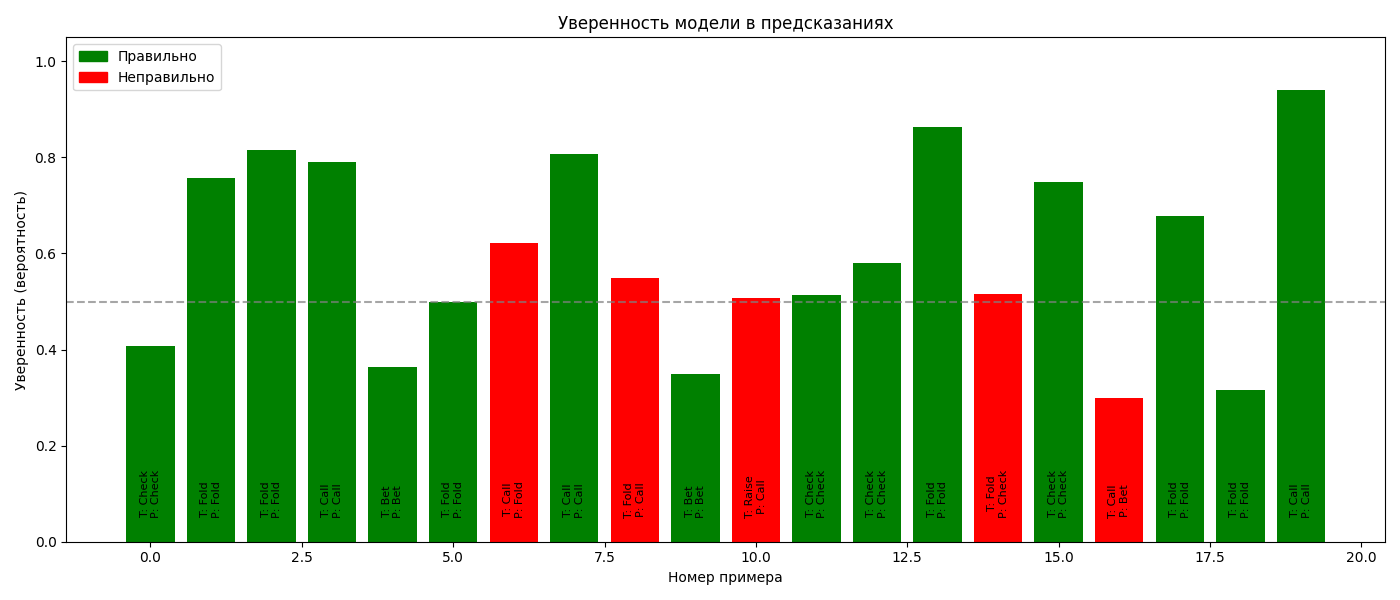 Уверенность модели в предсказаниях
Правильно
Неправильно
Уверенность (вероятность)
1.0
0.8
0.6
0.4
0.2
0.0
T: Check
P: Check
T: Fold
P: Fold
T: Fold
P: Fold
T: Call
P: Call
T: Bet
P: Bet
T: Fold
P: Fold
T: Call
P: Fold
T: Call
P: Call
T: Fold
P: Call
T: Bet
P: Bet
T: Raise
P: Call
T: Check
P: Check
T: Check
P: Check
T: Fold
P: Fold
T: Fold
P: Check
T: Check
P: Check
T: Call
P: Bet
T: Fold
P: Fold
T: Fold
P: Fold
T: Call
P: Call
0.0
2.5
5.0
7.5
10.0
12.5
15.0
17.5
20.0
Номер примера